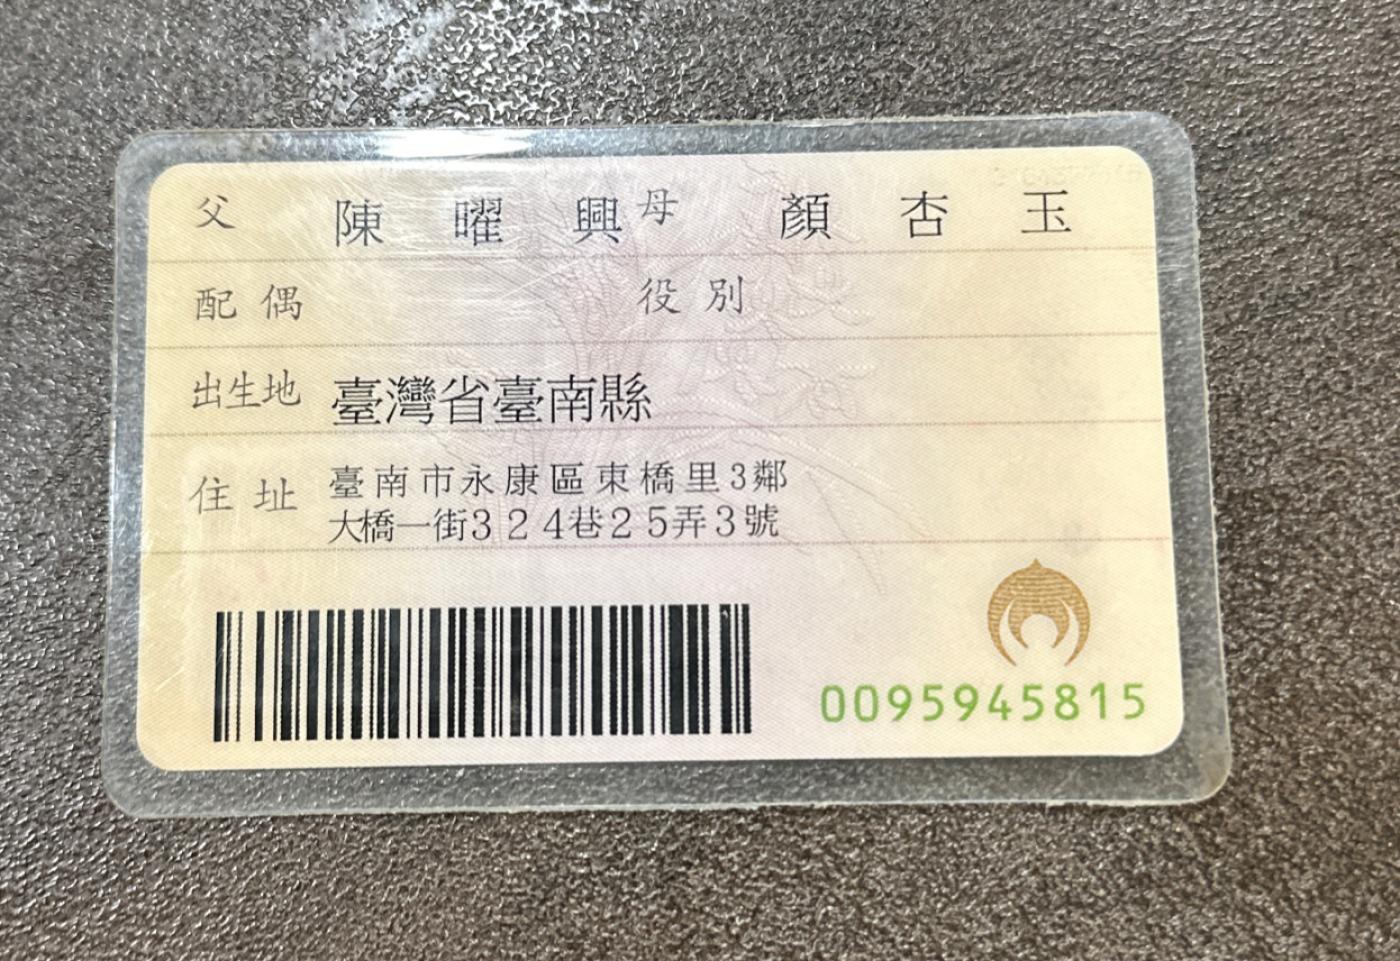 父 陳曜興 母 顏杏玉
配偶 役別
出生地 臺灣省臺南縣
住址 臺南市永康區東橋里3鄰
大橋一街324巷25弄3號
0095945815